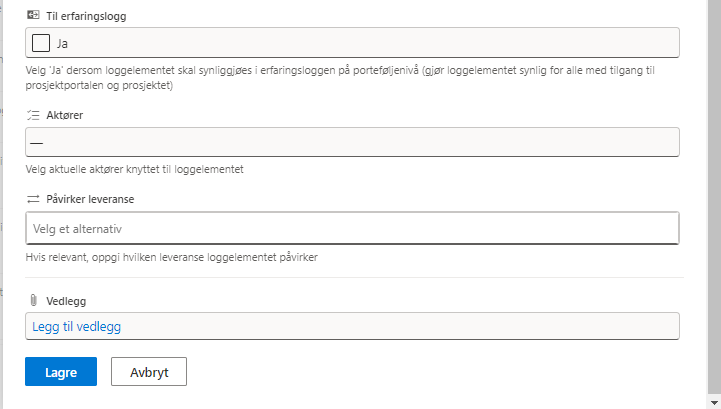 Til erfaringslogg
Ja
Velg 'Ja' dersom loggelementet skal synliggjøes i erfaringsloggen på porteføljenivå (gjør loggelementet synlig for alle med tilgang til
prosjektportalen og prosjektet)
Aktører
—
Velg aktuelle aktører knyttet til loggelementet
Påvirker leveranse
Velg et alternativ
Hvis relevant, oppgi hvilken leveranse loggelementet påvirker
Vedlegg
Legg til vedlegg
Lagre
Avbryt